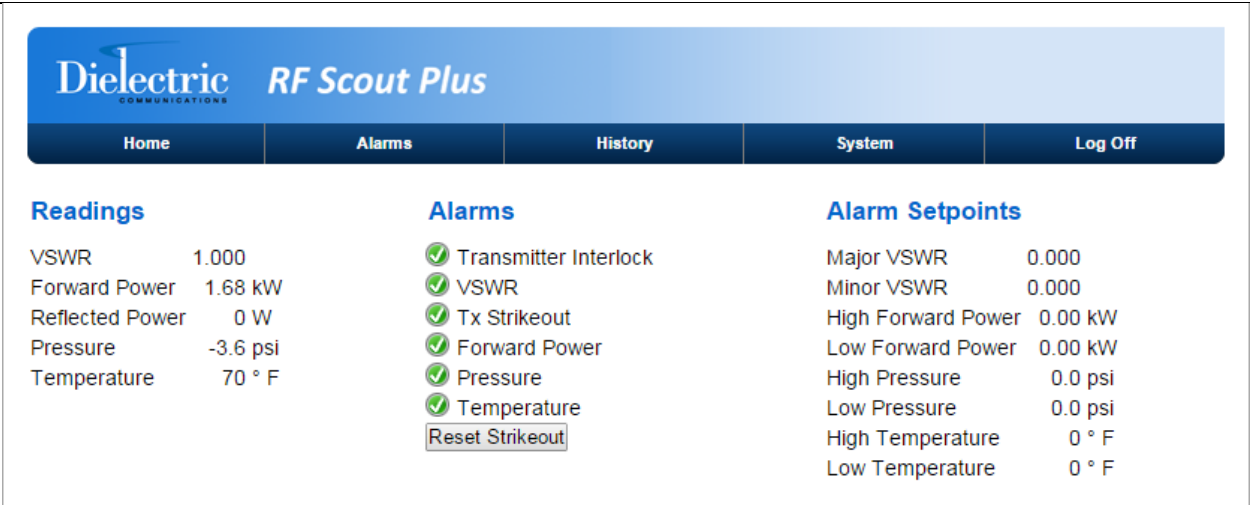 Dielectric
COMMUNICATIONS
RF Scout Plus
Home Alarms History System Log Off
Readings
VSWR 1.000
Forward Power 1.68 kW
Reflected Power 0 W
Pressure -3.6 psi
Temperature 70 ° F
Alarms
Transmitter Interlock
VSWR
Tx Strikeout
Forward Power
Pressure
Temperature
Reset Strikeout
Alarm Setpoints
Major VSWR 0.000
Minor VSWR 0.000
High Forward Power 0.00 kW
Low Forward Power 0.00 kW
High Pressure 0.0 psi
Low Pressure 0.0 psi
High Temperature 0 ° F
Low Temperature 0 ° F